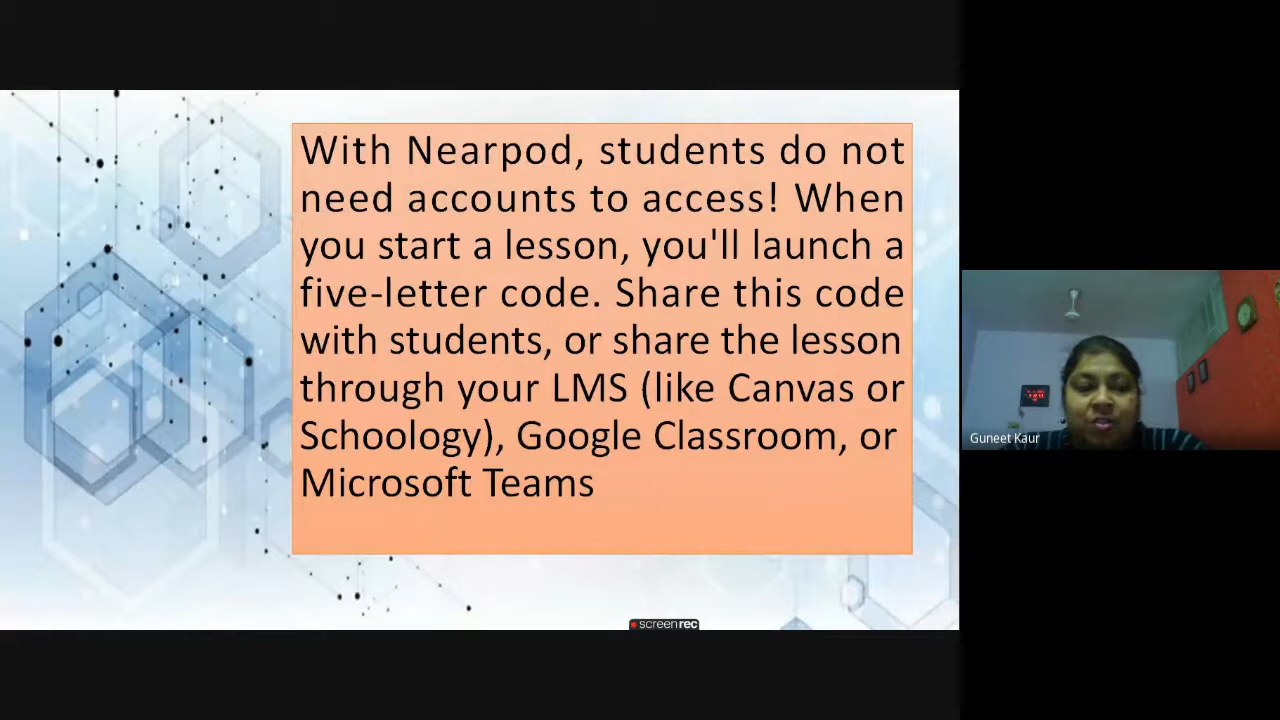 With Nearpod, students do not
need accounts to access! When
you start a lesson, you'll launch a
five-letter code. Share this code
with students, or share the lesson
through your LMS (like Canvas or
Schoology), Google Classroom, or
Microsoft Teams
Guneet Kaur
screenrec